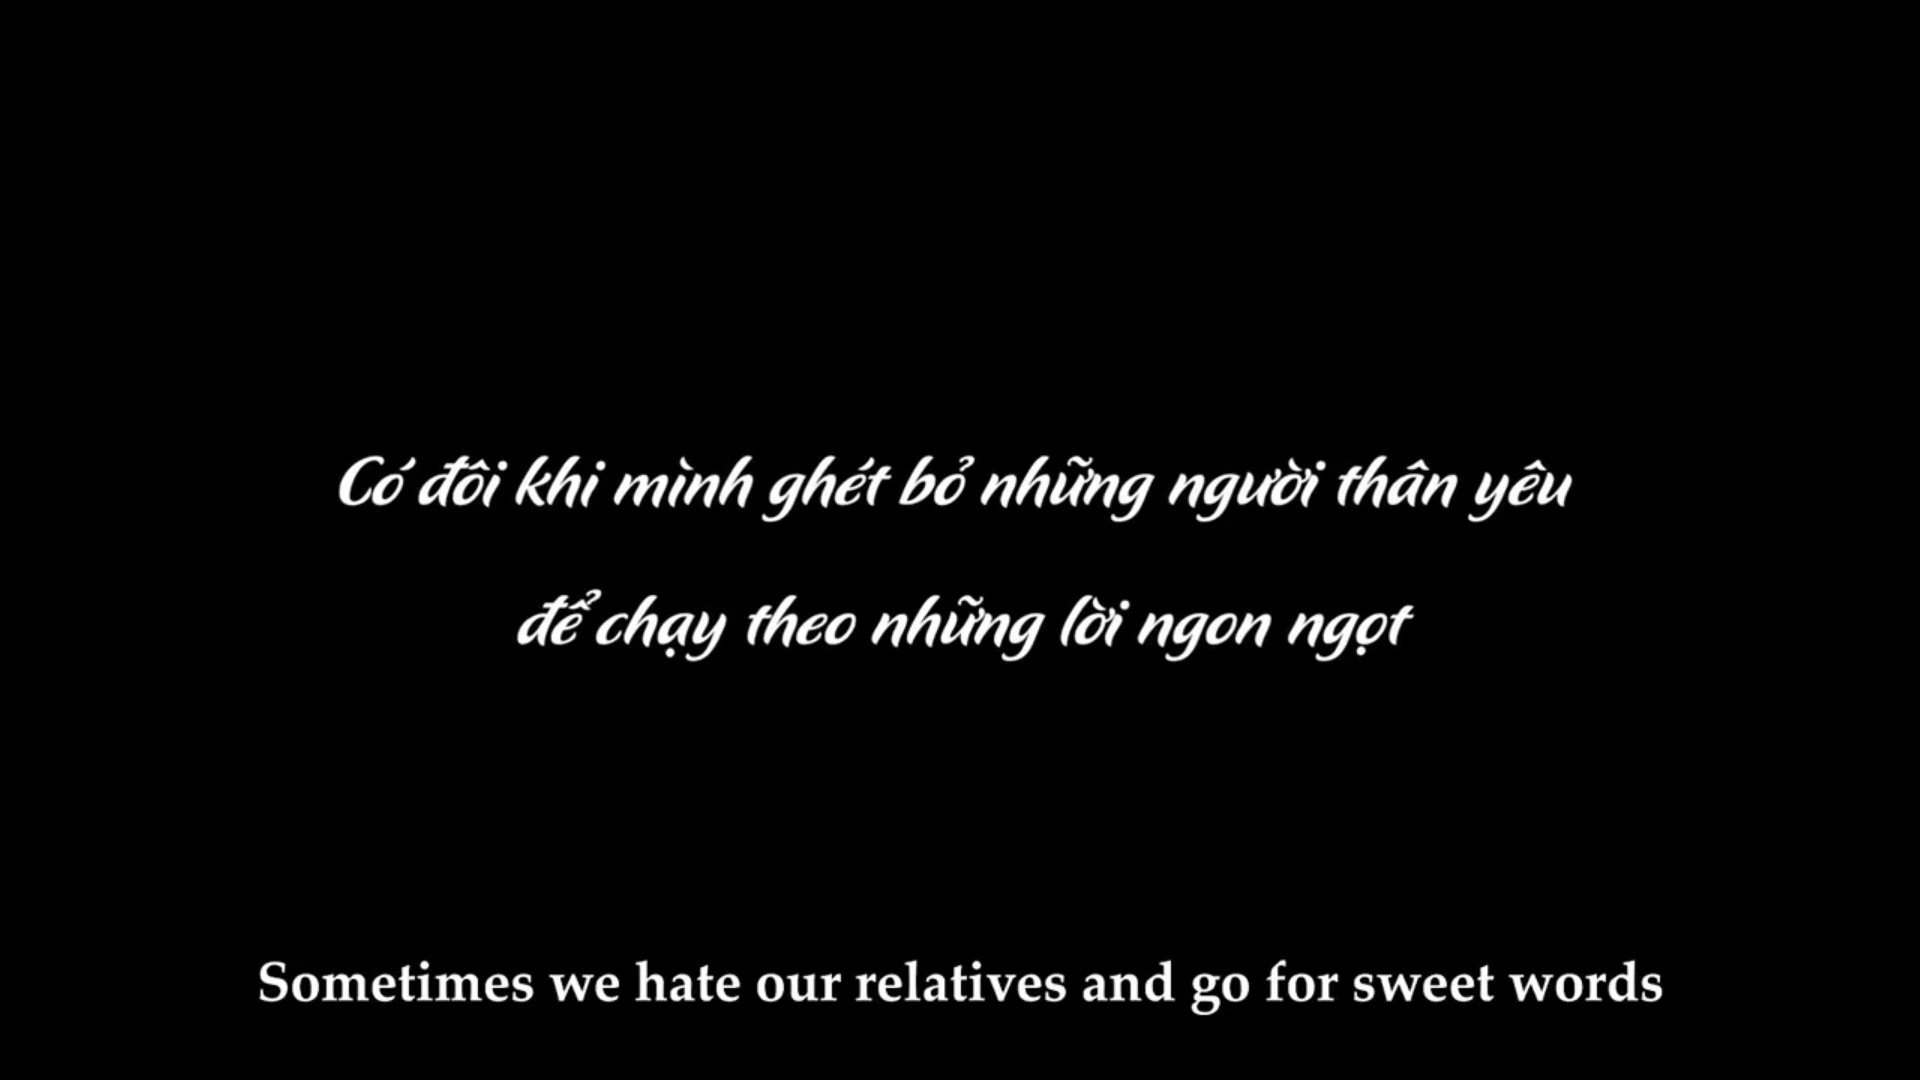 Có đôi khi mình ghét bỏ những người thân yêu
để chạy theo những lời ngon ngọt
Sometimes we hate our relatives and go for sweet words